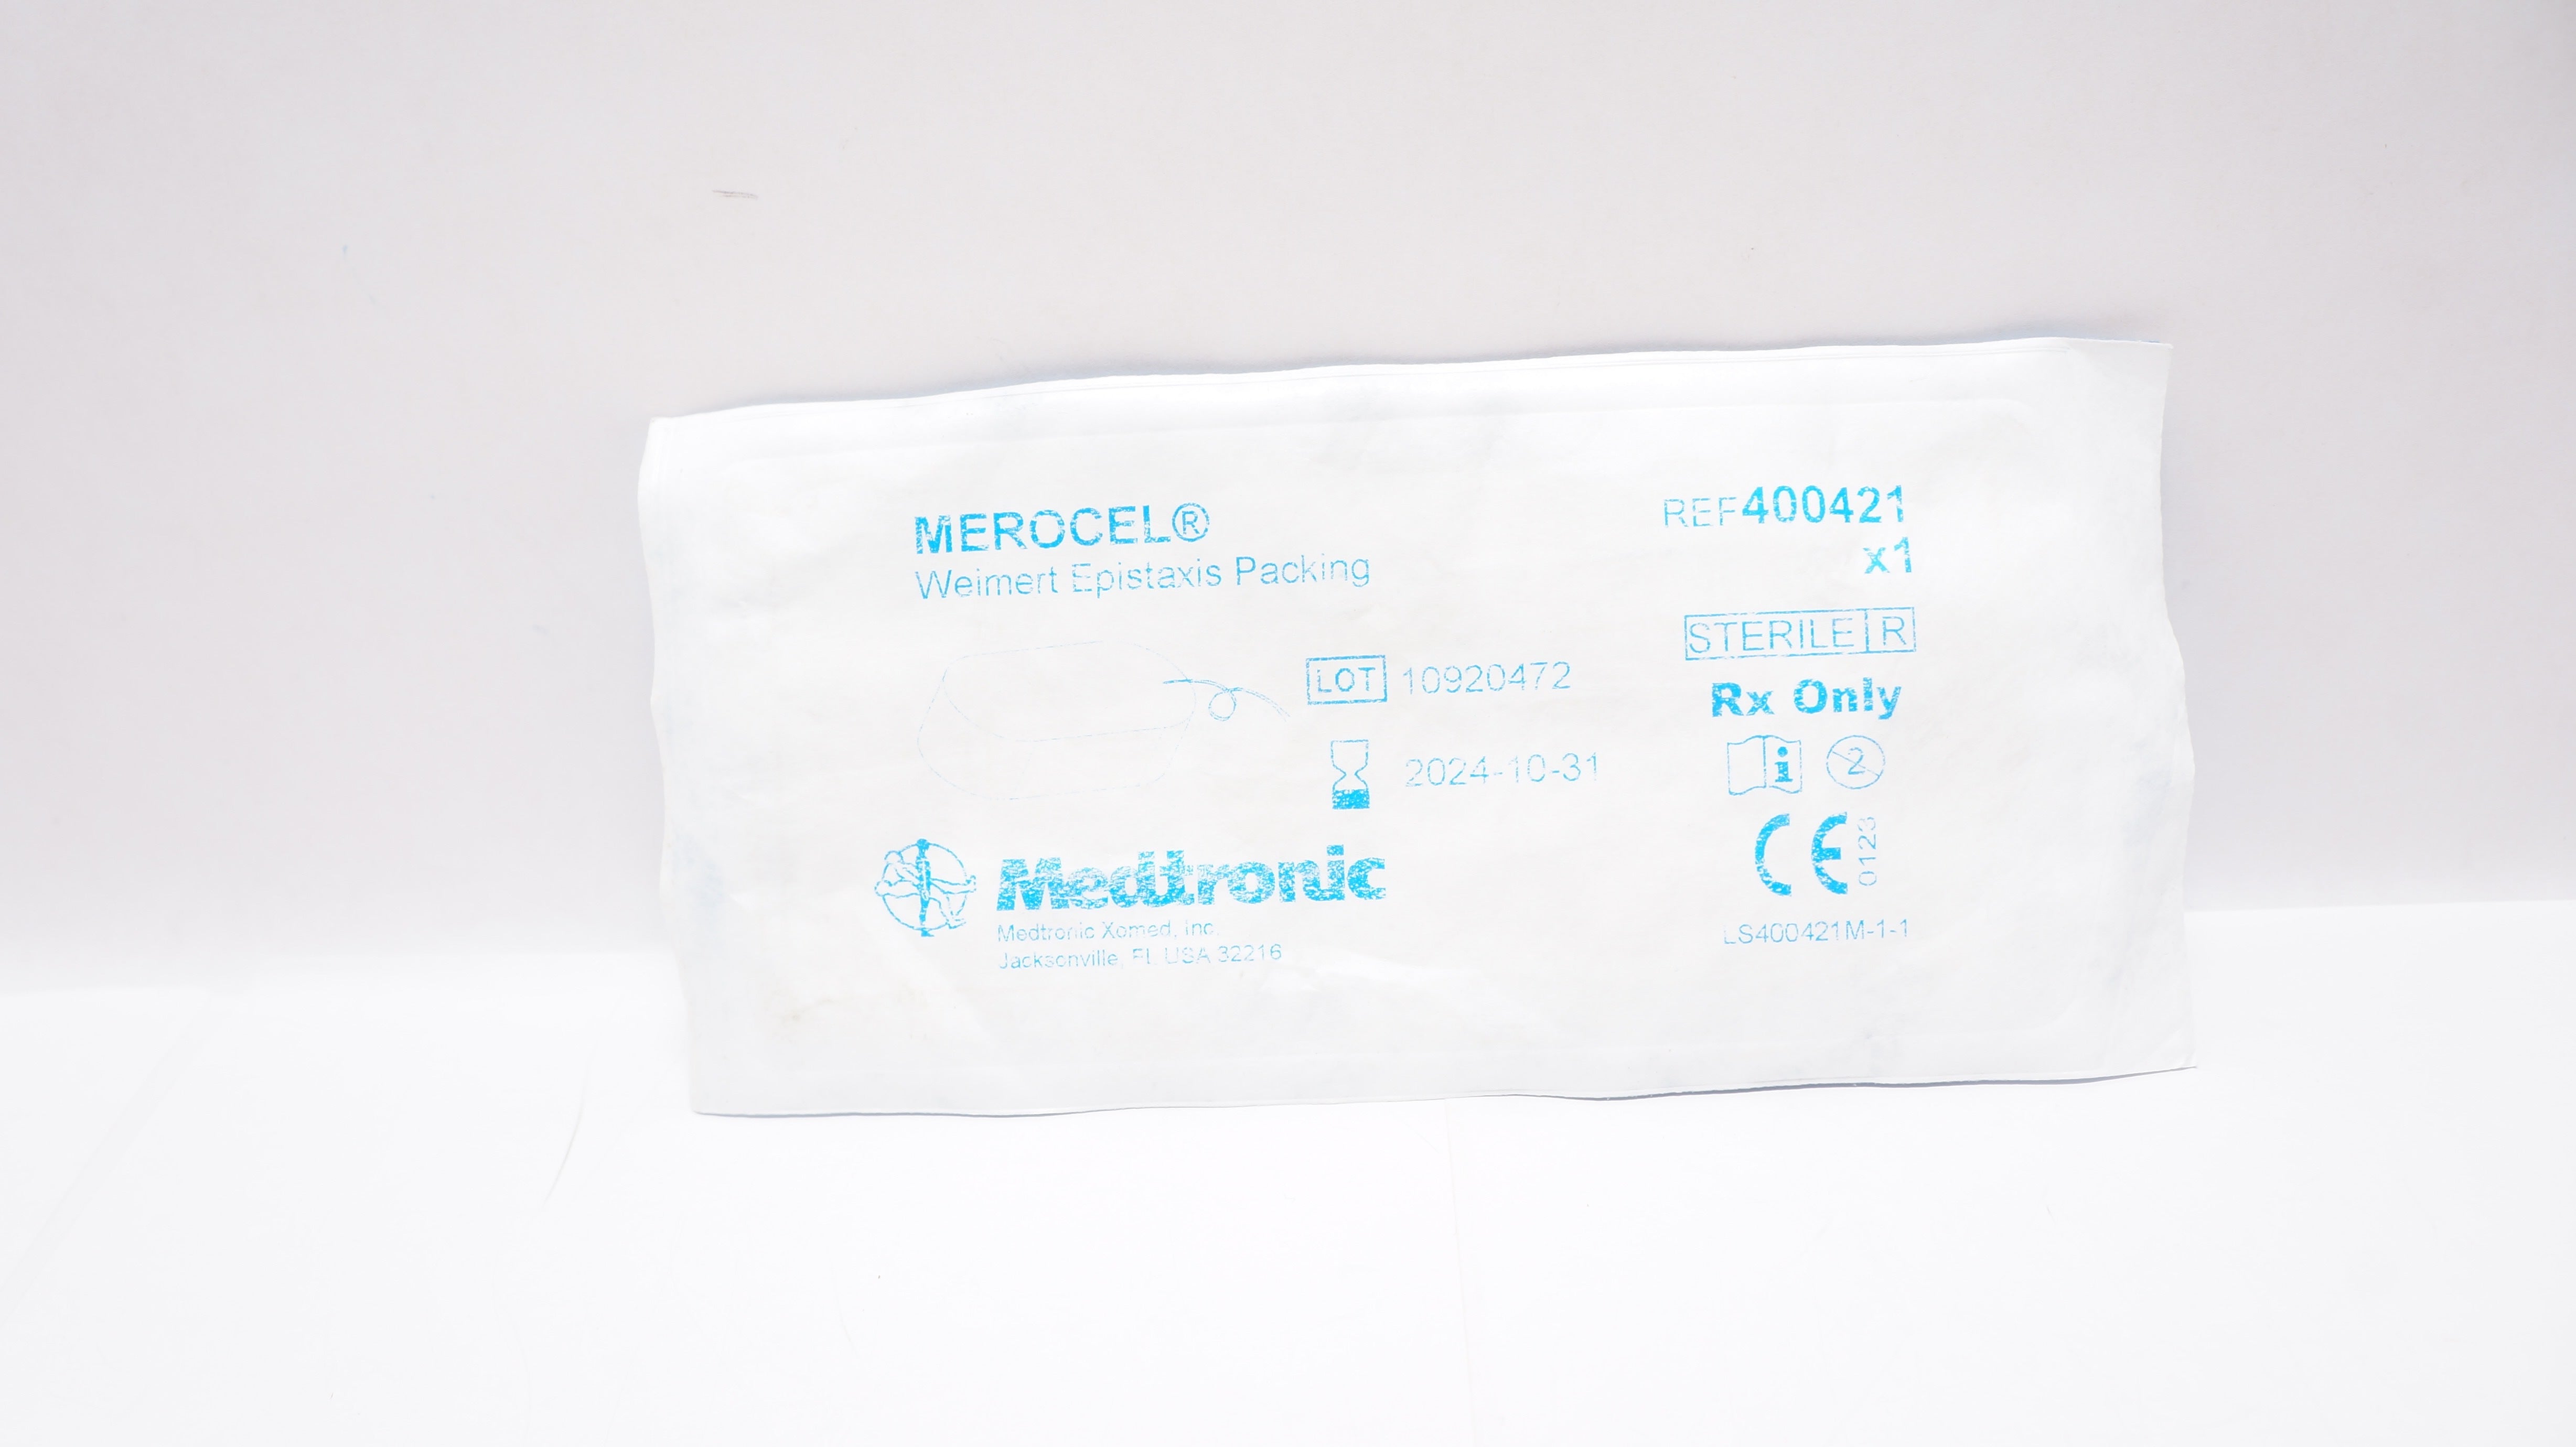 MEROCEL®
Weimert Epistaxis Packing
REF400421
x1
STERILE R
LOT 10920472
Rx Only
2024-10-31
i 2
CE 0123
Medtronic
Medtronic Xomed, Inc.
Jacksonville, FL USA 32216
LS400421M-1-1